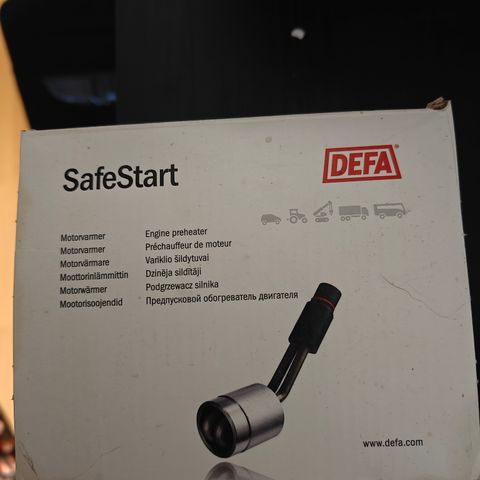 SafeStart
DEFA®
Motorvarmer
Motorvarmer
Motorvärmare
Moottorinlämmittin
Motorwärmer
Mootorisoojendid
Engine preheater
Préchauffeur de moteur
Variklio šildytuvai
Dzinēja sildītāji
Podgrzewacz silnika
Предпусковой обогреватель двигателя
www.defa.com